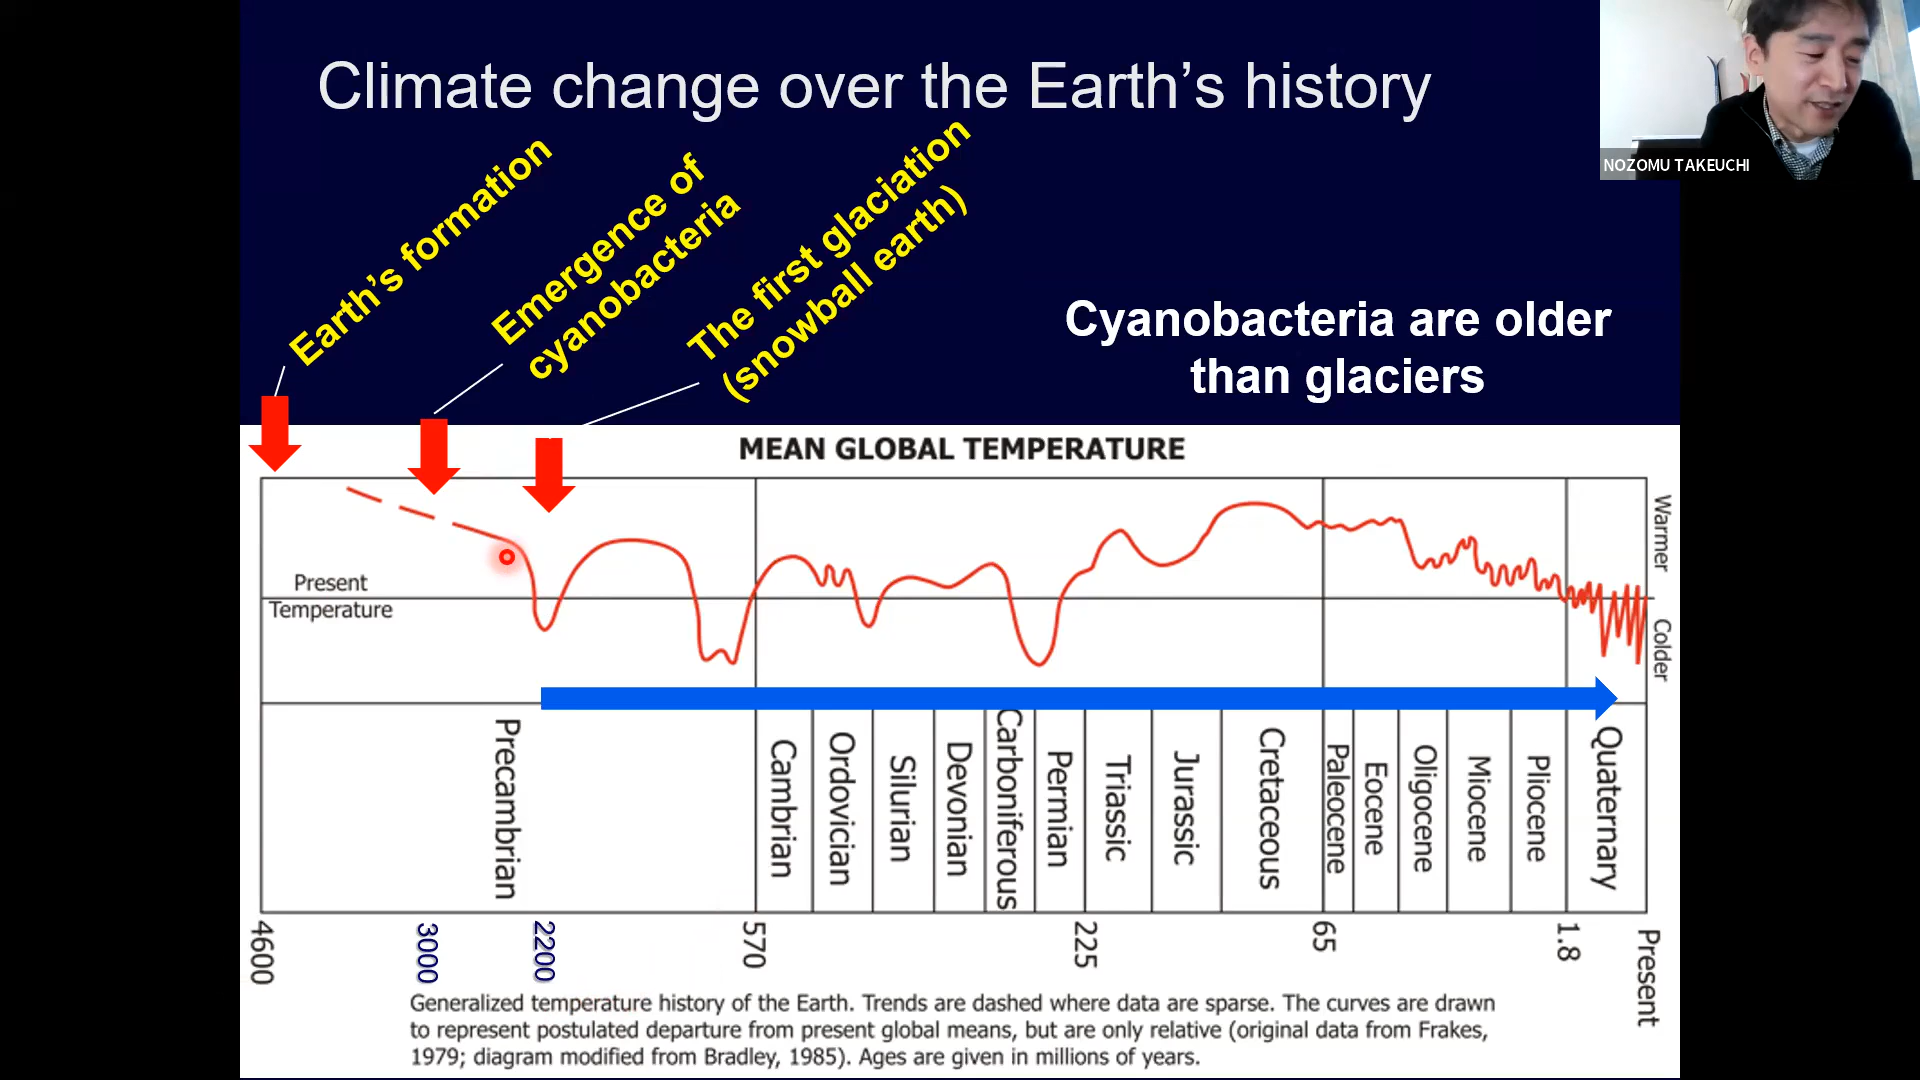 Climate change over the Earth’s history
NOZOMU TAKEUCHI
Earth’s formation
Emergence of
cyanobacteria
The first glaciation
(snowball earth)
Cyanobacteria are older
than glaciers
MEAN GLOBAL TEMPERATURE
Warmer
Present
Temperature
Colder
Precambrian
Cambrian
Ordovician
Silurian
Devonian
Carboniferous
Permian
Triassic
Jurassic
Cretaceous
Paleocene
Eocene
Oligocene
Miocene
Pliocene
Quaternary
4600
3000
2200
570
225
65
1.8
Present
Generalized temperature history of the Earth. Trends are dashed where data are sparse. The curves are drawn
to represent postulated departure from present global means, but are only relative (original data from Frakes,
1979; diagram modified from Bradley, 1985). Ages are given in millions of years.